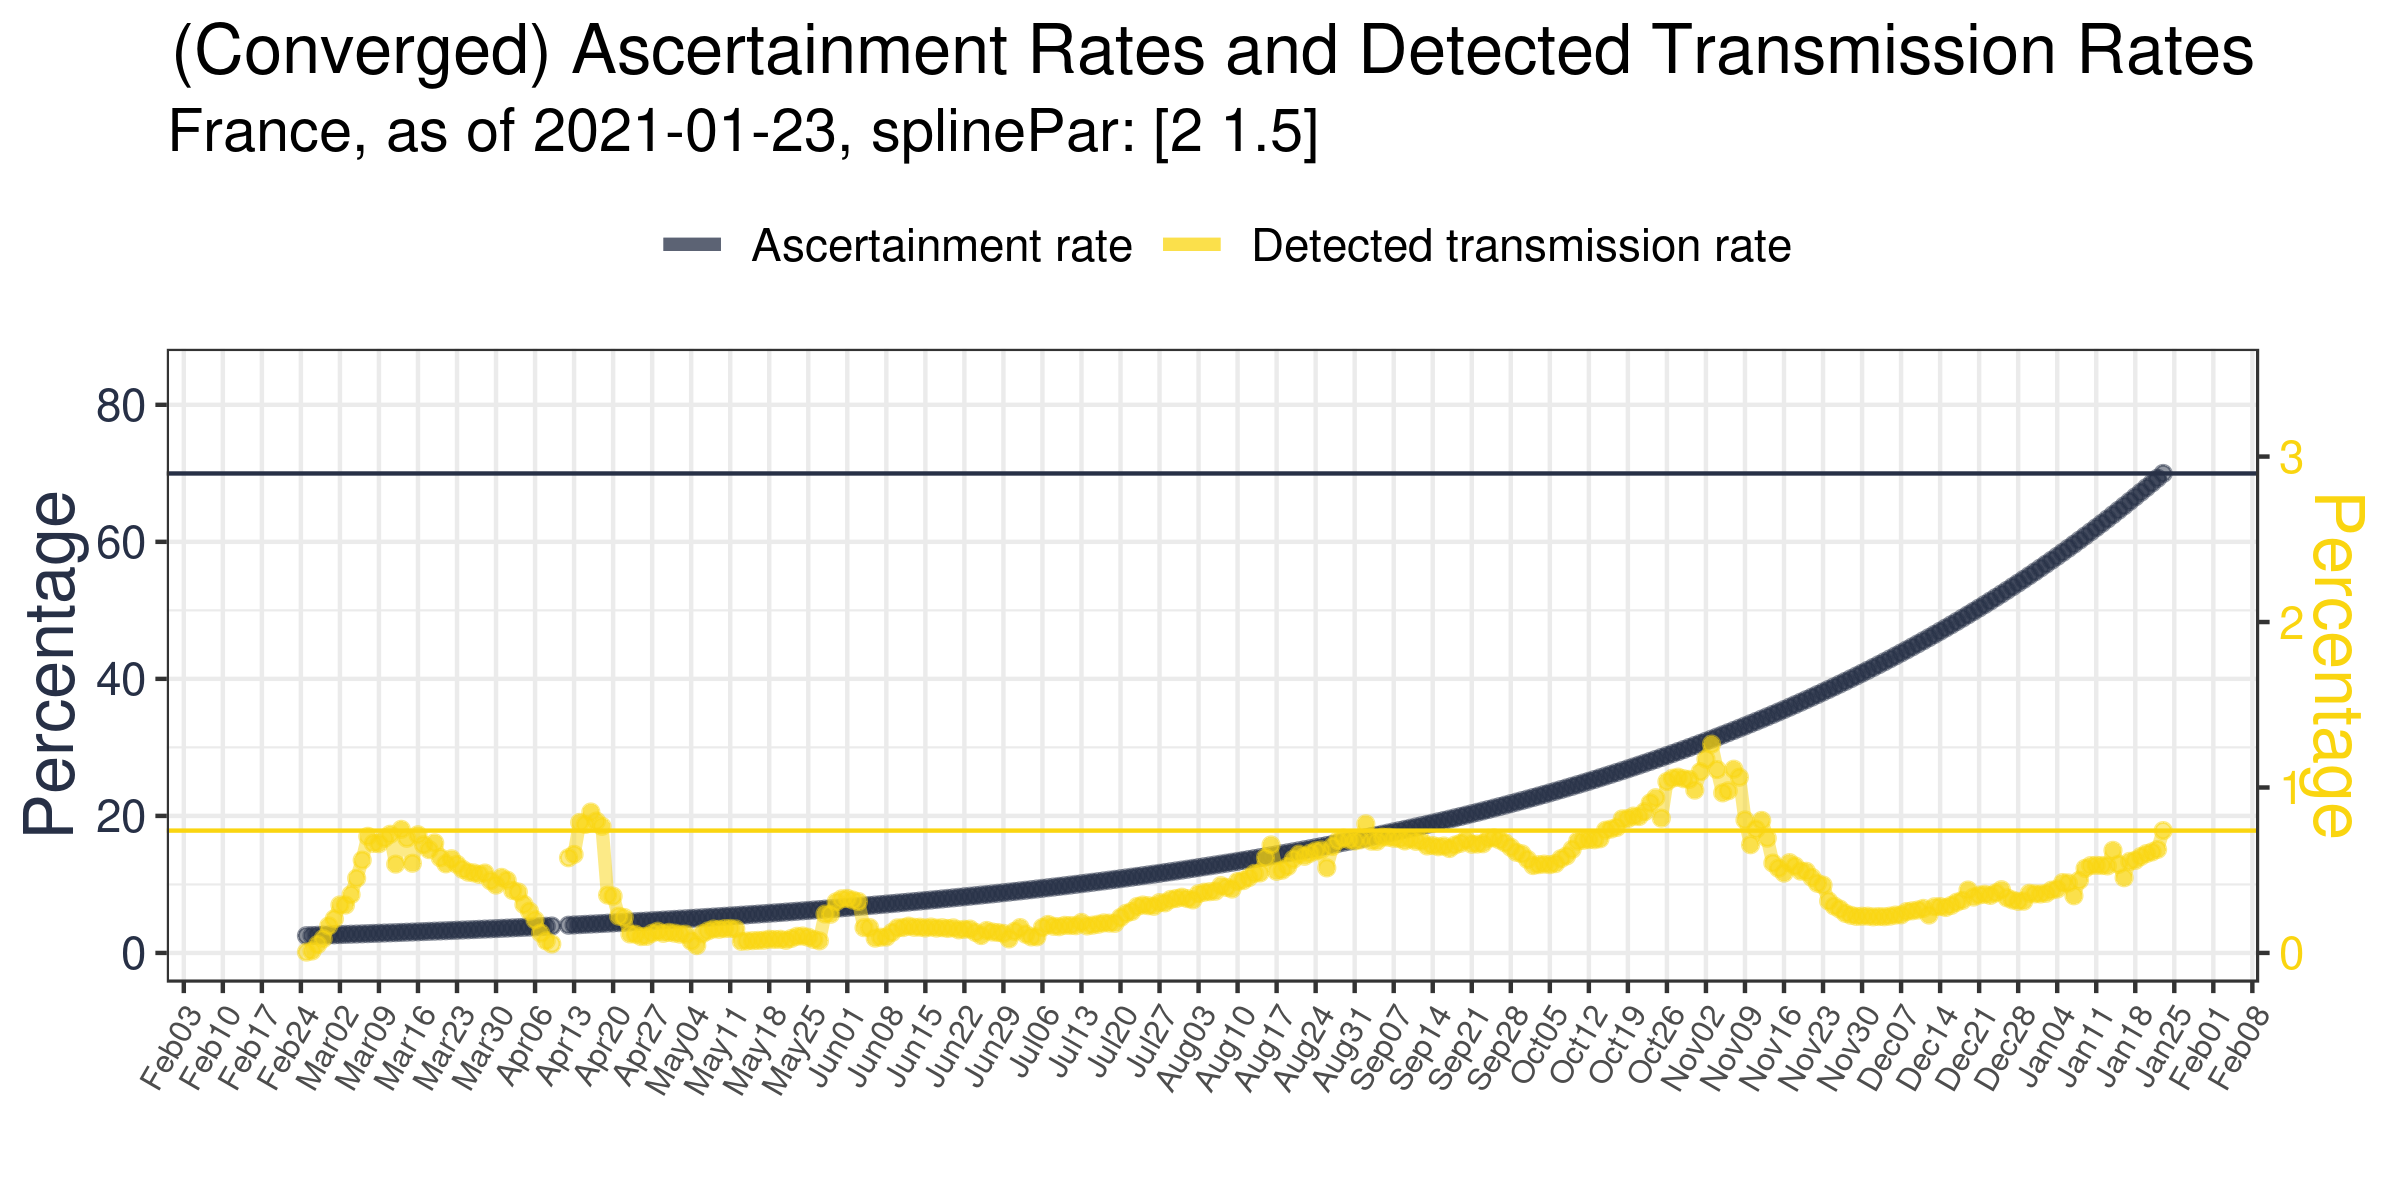 (Converged) Ascertainment Rates and Detected Transmission Rates
France, as of 2021-01-23, splinePar: [2 1.5]
Ascertainment rate
Detected transmission rate
Percentage
80
60
40
20
0
3
2
1
0
Percentage
Feb03
Feb10
Feb17
Feb24
Mar02
Mar09
Mar16
Mar23
Mar30
Apr06
Apr13
Apr20
Apr27
May04
May11
May18
May25
Jun01
Jun08
Jun15
Jun22
Jun29
Jul06
Jul13
Jul20
Jul27
Aug03
Aug10
Aug17
Aug24
Aug31
Sep07
Sep14
Sep21
Sep28
Oct05
Oct12
Oct19
Oct26
Nov02
Nov09
Nov16
Nov23
Nov30
Dec07
Dec14
Dec21
Dec28
Jan04
Jan11
Jan18
Jan25
Feb01
Feb08